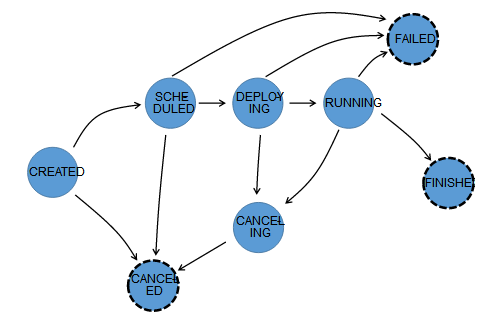 FAILED
SCHE
DULED
DEPLOY
ING
RUNNING
CREATED
FINISHE
CANCEL
ING
CANCEL
ED